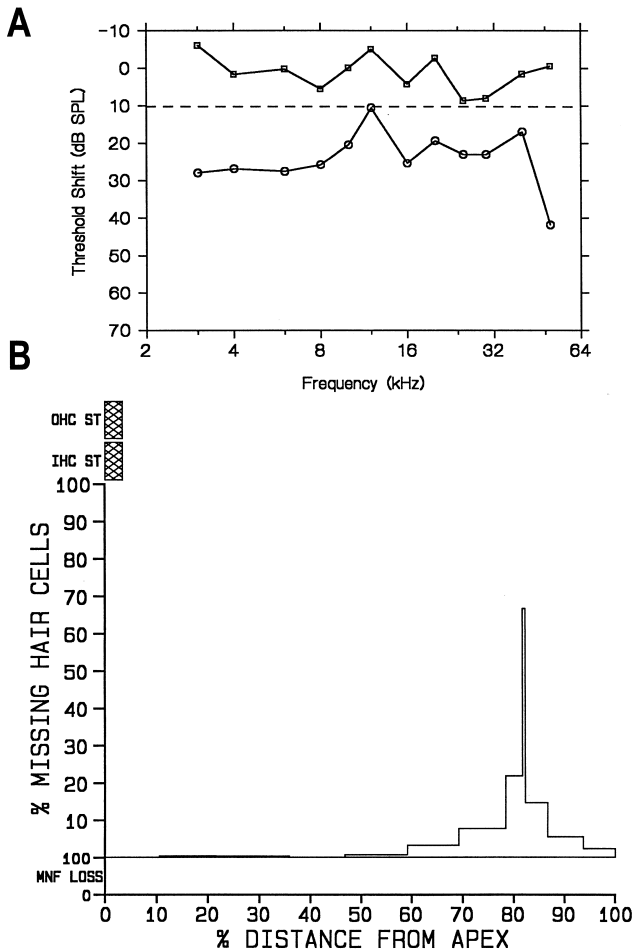 A
-10
0
10
20
30
40
50
60
70
Threshold Shift (dB SPL)
2 4 8 16 32 64
Frequency (kHz)
B
OHC ST
IHC ST
100
90
80
70
60
50
40
30
20
10
100
MNF LOSS
0
% MISSING HAIR CELLS
0 10 20 30 40 50 60 70 80 90 100
% DISTANCE FROM APEX